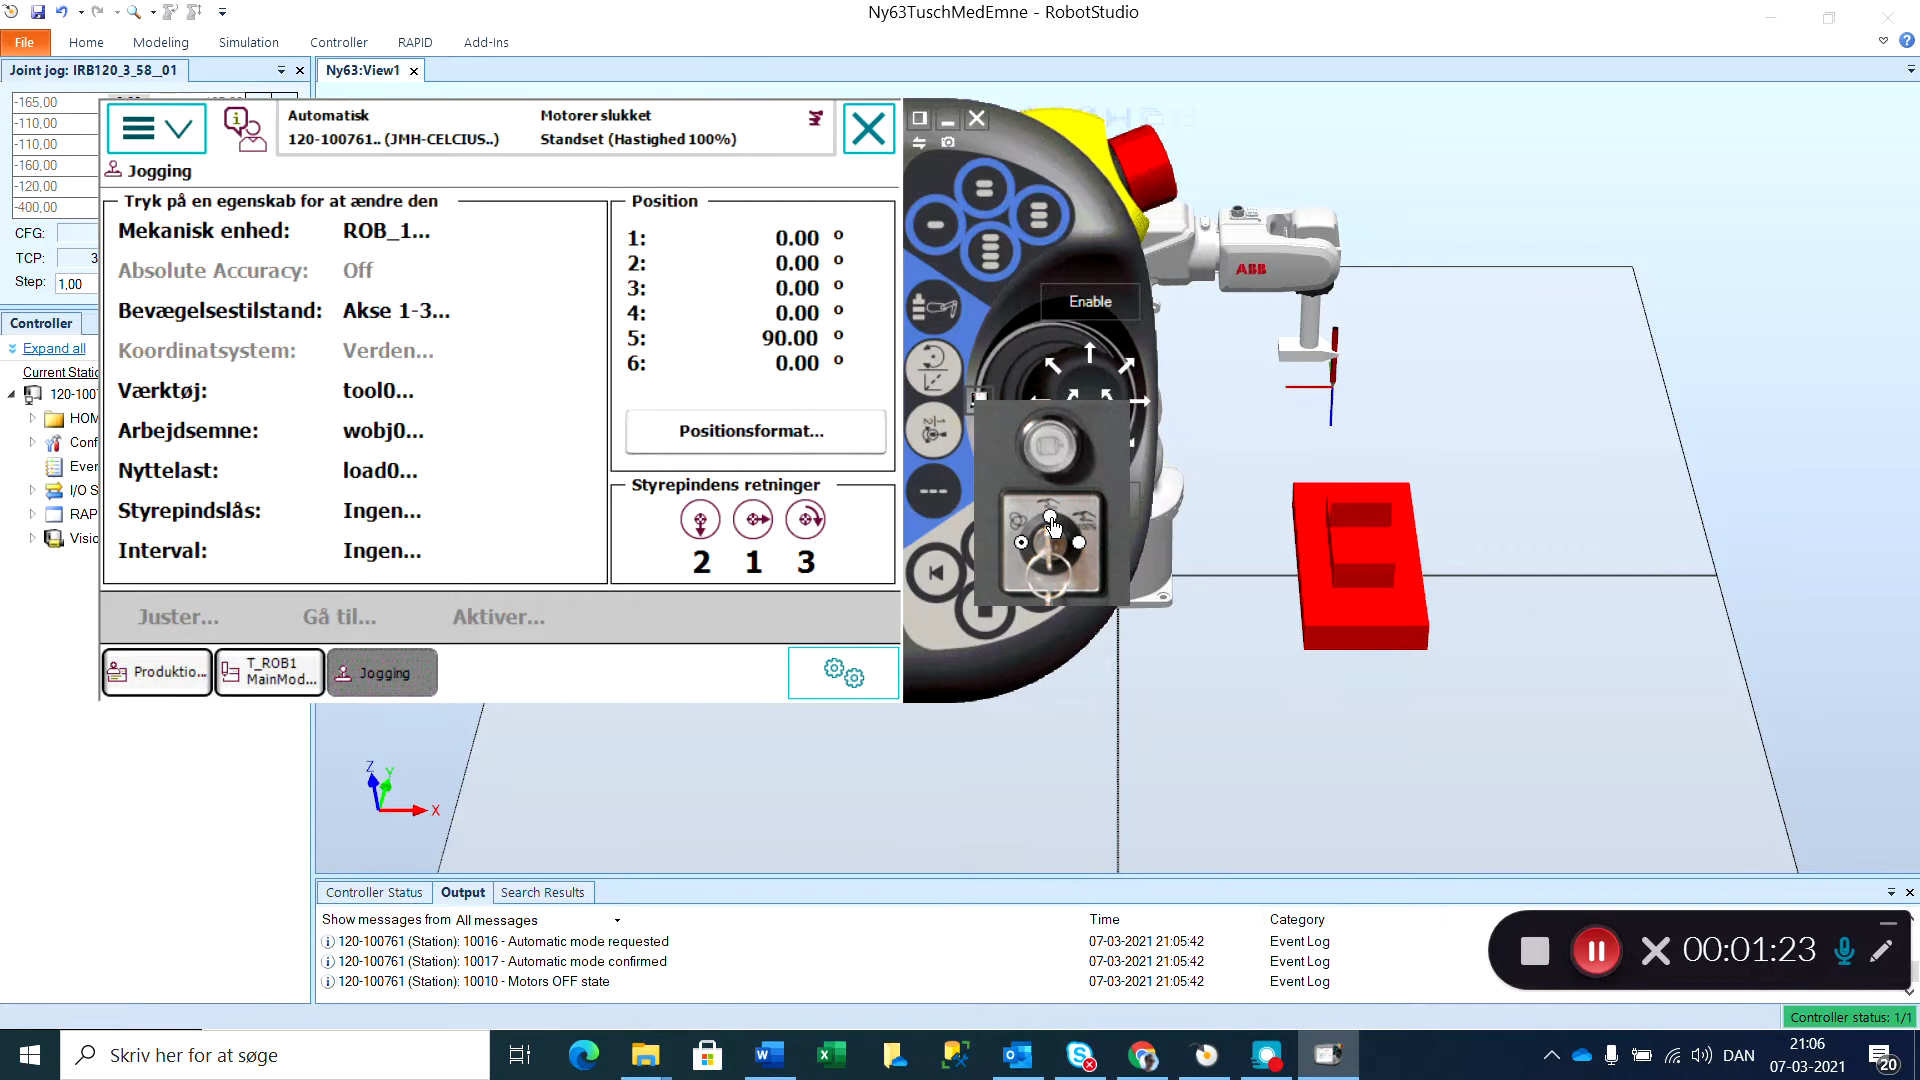 Ny63TuschMedEmne - RobotStudio
File
Home
Modeling
Simulation
Controller
RAPID
Add-Ins
Joint jog: IRB120_3_58__01
Ny63:View1
-165,00
-110,00
-110,00
-160,00
-120,00
-400,00
CFG:
TCP:
3
Step:
1,00
Controller
Expand all
Current Static
120-100
HOM
Conf
Even
I/O S
RAP
Visio
Automatisk
120-100761.. (JMH-CELCIUS..)
Motorer slukket
Standset (Hastighed 100%)
Jogging
Tryk på en egenskab for at ændre den
Mekanisk enhed: ROB_1...
Absolute Accuracy: Off
Bevægelsestilstand: Akse 1-3...
Koordinatsystem: Verden...
Værktøj: tool0...
Arbejdsemne: wobj0...
Nyttelast: load0...
Styrepindslås: Ingen...
Interval: Ingen...
Position
1: 0.00 °
2: 0.00 °
3: 0.00 °
4: 0.00 °
5: 90.00 °
6: 0.00 °
Positionsformat...
Styrepindens retninger
2 1 3
Juster...
Gå til...
Aktiver...
Produktio...
T_ROB1
MainMod...
Jogging
Enable
ABB
Z
Y
X
Controller Status
Output
Search Results
Show messages from All messages
Time
Category
120-100761 (Station): 10016 - Automatic mode requested 07-03-2021 21:05:42 Event Log
120-100761 (Station): 10017 - Automatic mode confirmed 07-03-2021 21:05:42 Event Log
120-100761 (Station): 10010 - Motors OFF state 07-03-2021 21:05:42 Event Log
00:01:23
Controller status: 1/1
Skriv her for at søge
DAN
21:06
07-03-2021
20